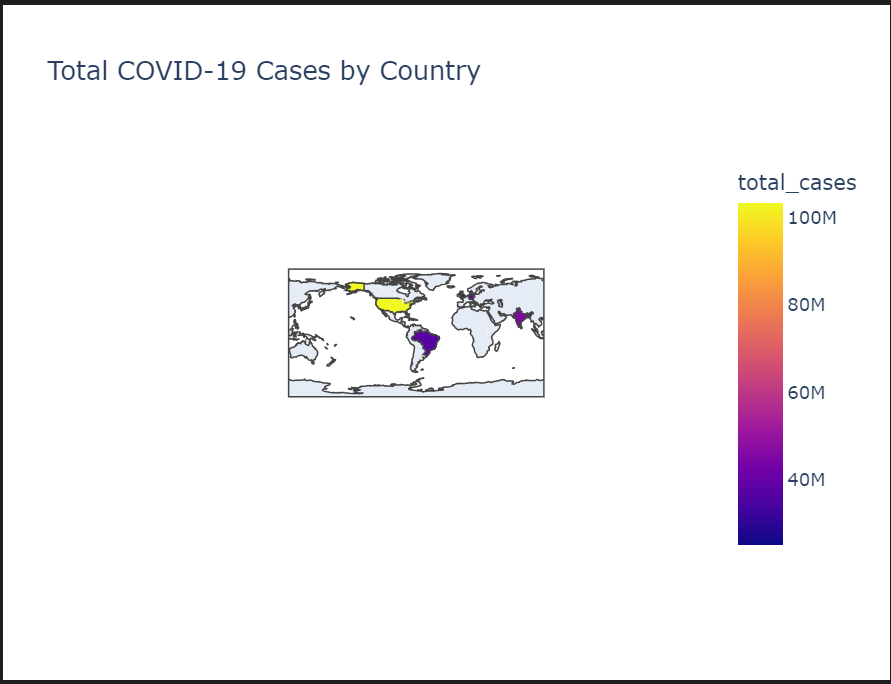 Total COVID-19 Cases by Country
total_cases
100M
80M
60M
40M